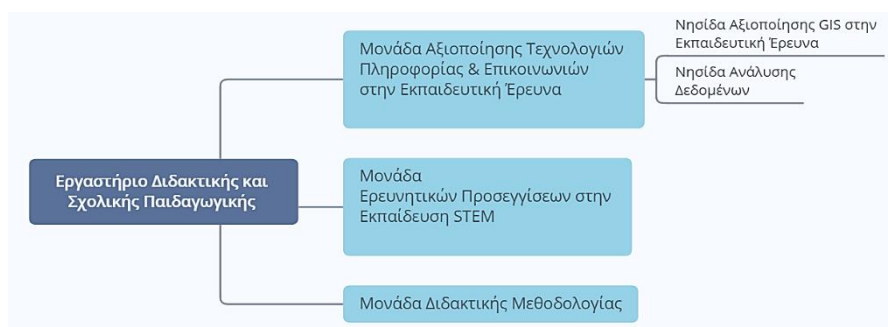 Εργαστήριο Διδακτικής και
Σχολικής Παιδαγωγικής
Μονάδα Αξιοποίησης Τεχνολογιών
Πληροφορίας & Επικοινωνιών
στην Εκπαιδευτική Έρευνα
Νησίδα Αξιοποίησης GIS στην
Εκπαιδευτική Έρευνα
Νησίδα Ανάλυσης
Δεδομένων
Μονάδα
Ερευνητικών Προσεγγίσεων στην
Εκπαίδευση STEM
Μονάδα Διδακτικής Μεθοδολογίας